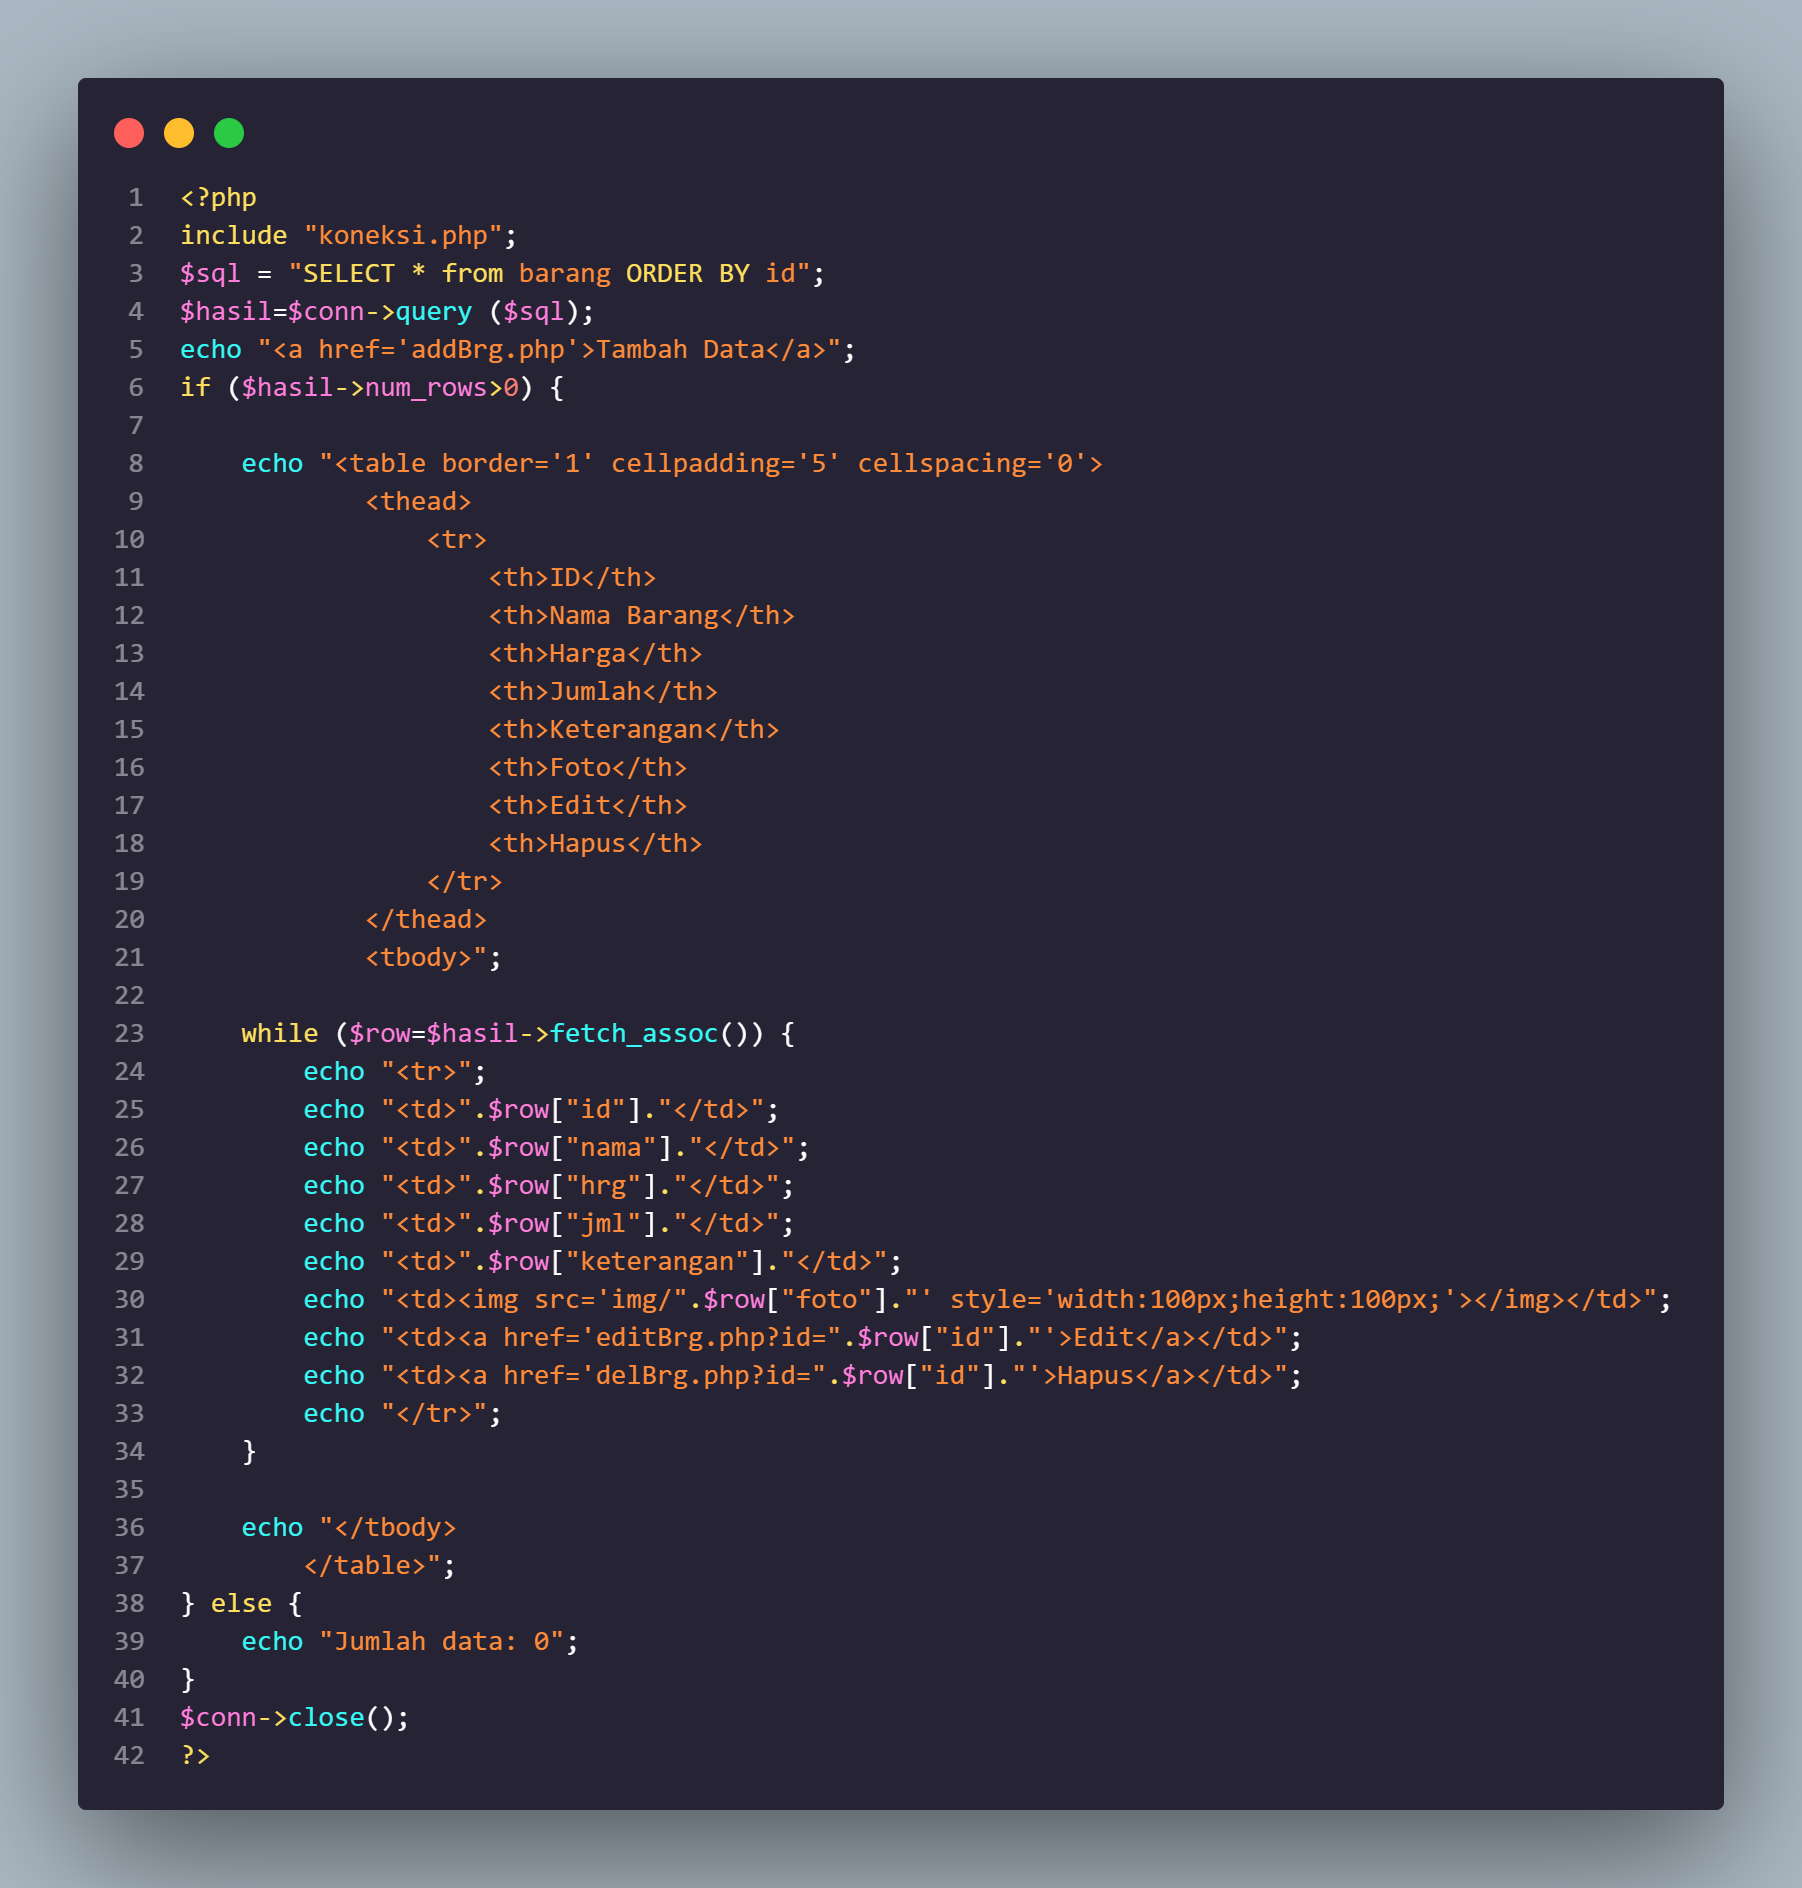 1 <?php
2 include "koneksi.php";
3 $sql = "SELECT * from barang ORDER BY id";
4 $hasil=$conn->query ($sql);
5 echo "<a href='addBrg.php'>Tambah Data</a>";
6 if ($hasil->num_rows>0) {
7
8     echo "<table border='1' cellpadding='5' cellspacing='0'>
9             <thead>
10                 <tr>
11                     <th>ID</th>
12                     <th>Nama Barang</th>
13                     <th>Harga</th>
14                     <th>Jumlah</th>
15                     <th>Keterangan</th>
16                     <th>Foto</th>
17                     <th>Edit</th>
18                     <th>Hapus</th>
19                 </tr>
20             </thead>
21             <tbody>";
22
23     while ($row=$hasil->fetch_assoc()) {
24         echo "<tr>";
25         echo "<td>".$row["id"]."</td>";
26         echo "<td>".$row["nama"]."</td>";
27         echo "<td>".$row["hrg"]."</td>";
28         echo "<td>".$row["jml"]."</td>";
29         echo "<td>".$row["keterangan"]."</td>";
30         echo "<td><img src='img/".$row["foto"]."' style='width:100px;height:100px;'></img></td>";
31         echo "<td><a href='editBrg.php?id=".$row["id"]."'>Edit</a></td>";
32         echo "<td><a href='delBrg.php?id=".$row["id"]."'>Hapus</a></td>";
33         echo "</tr>";
34     }
35
36     echo "</tbody>
37         </table>";
38 } else {
39     echo "Jumlah data: 0";
40 }
41 $conn->close();
42 ?>